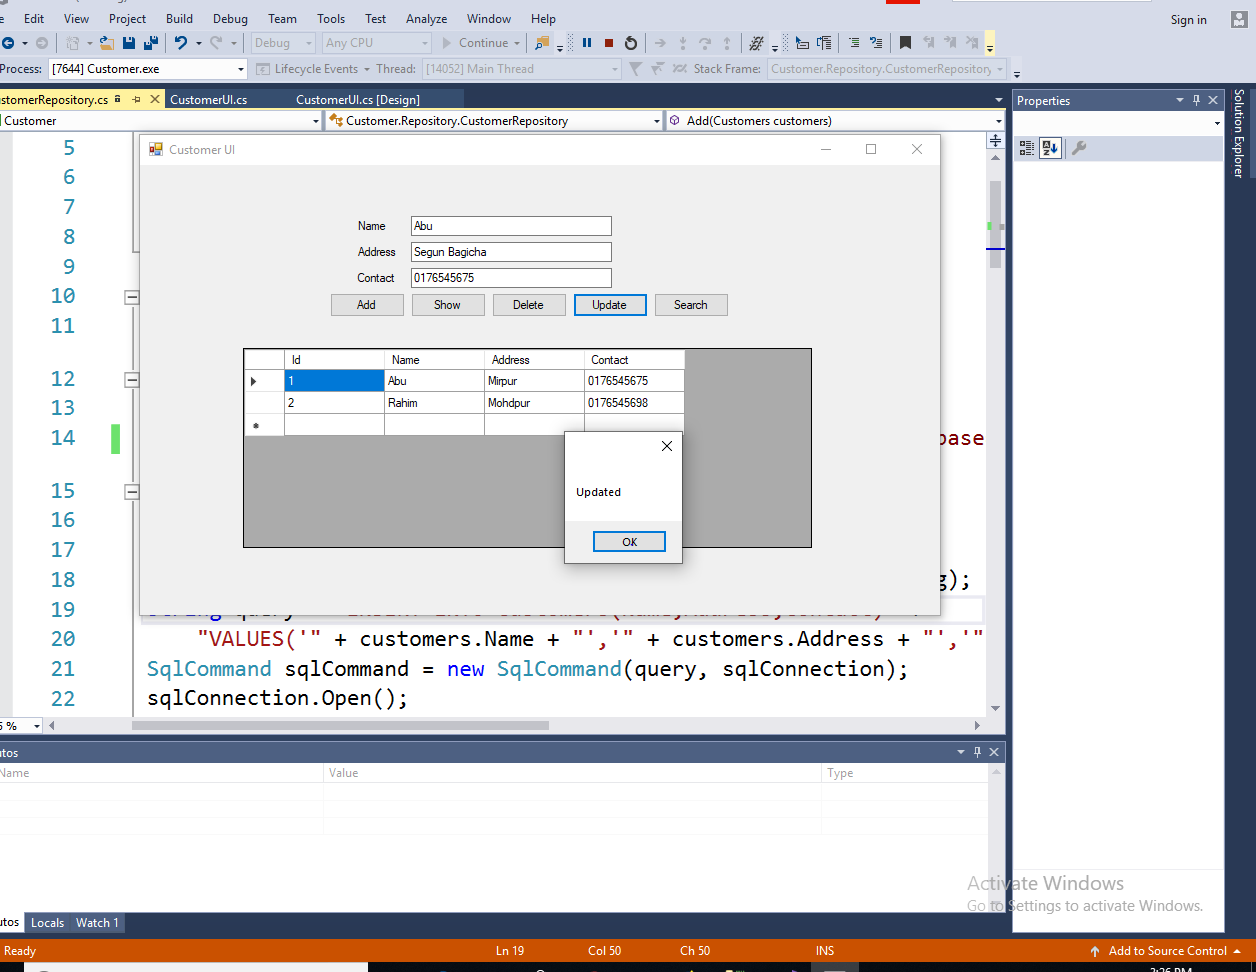 Edit View Project Build Debug Team Tools Test Analyze Window Help
Sign in
Debug Any CPU Continue
Process: [7644] Customer.exe Lifecycle Events Thread: [14052] Main Thread Stack Frame: Customer.Repository.CustomerRepository
stomerRepository.cs CustomerUI.cs CustomerUI.cs [Design]
Properties
Solution Explorer
Customer Customer.Repository.CustomerRepository Add(Customers customers)
5
6
7
8
9
10
11
12
13
14
base
15
16
17
18
g);
19
20 "VALUES('" + customers.Name + "','" + customers.Address + "','"
21 SqlCommand sqlCommand = new SqlCommand(query, sqlConnection);
22 sqlConnection.Open();
Customer UI
Name Abu
Address Segun Bagicha
Contact 0176545675
Add Show Delete Update Search
Id Name Address Contact
1 Abu Mirpur 0176545675
2 Rahim Mohdpur 0176545698
Updated
OK
%
tos
Name Value Type
utos Locals Watch 1
Activate Windows
Go to Settings to activate Windows.
Ready Ln 19 Col 50 Ch 50 INS Add to Source Control
3:26 PM